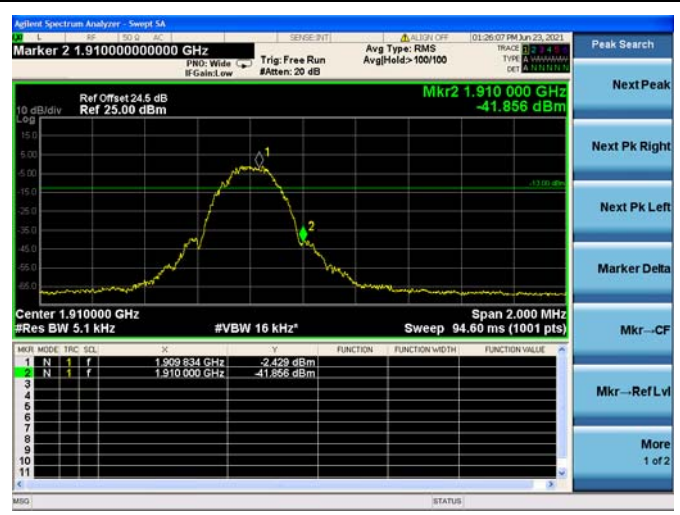 Agilent Spectrum Analyzer - Swept SA
L RF 50 Ω AC SENSE:INT ALIGN OFF 01:26:07 PM Jun 23, 2021
Marker 2 1.910000000000 GHz
PNO: Wide
IFGain:Low
Trig: Free Run
#Atten: 20 dB
Avg Type: RMS
Avg|Hold:> 100/100
TRACE 1 2 3 4 5 6
TYPE A
DET A N N N N N
Peak Search
Ref Offset 24.5 dB
Ref 25.00 dBm
10 dB/div
Log
Mkr2 1.910 000 GHz
-41.856 dBm
15.0
5.00
-5.00
-15.0
-25.0
-35.0
-45.0
-55.0
-65.0
1
2
-13.00 dBm
Center 1.910000 GHz
#Res BW 5.1 kHz
#VBW 16 kHz*
Span 2.000 MHz
Sweep 94.60 ms (1001 pts)
MKR MODE TRC SCL X Y FUNCTION FUNCTION WIDTH FUNCTION VALUE
1 N 1 f 1.909 834 GHz -2.429 dBm
2 N 1 f 1.910 000 GHz -41.856 dBm
3
4
5
6
7
8
9
10
11
Next Peak
Next Pk Right
Next Pk Left
Marker Delta
Mkr→CF
Mkr→Ref Lvl
More
1 of 2
MSG STATUS